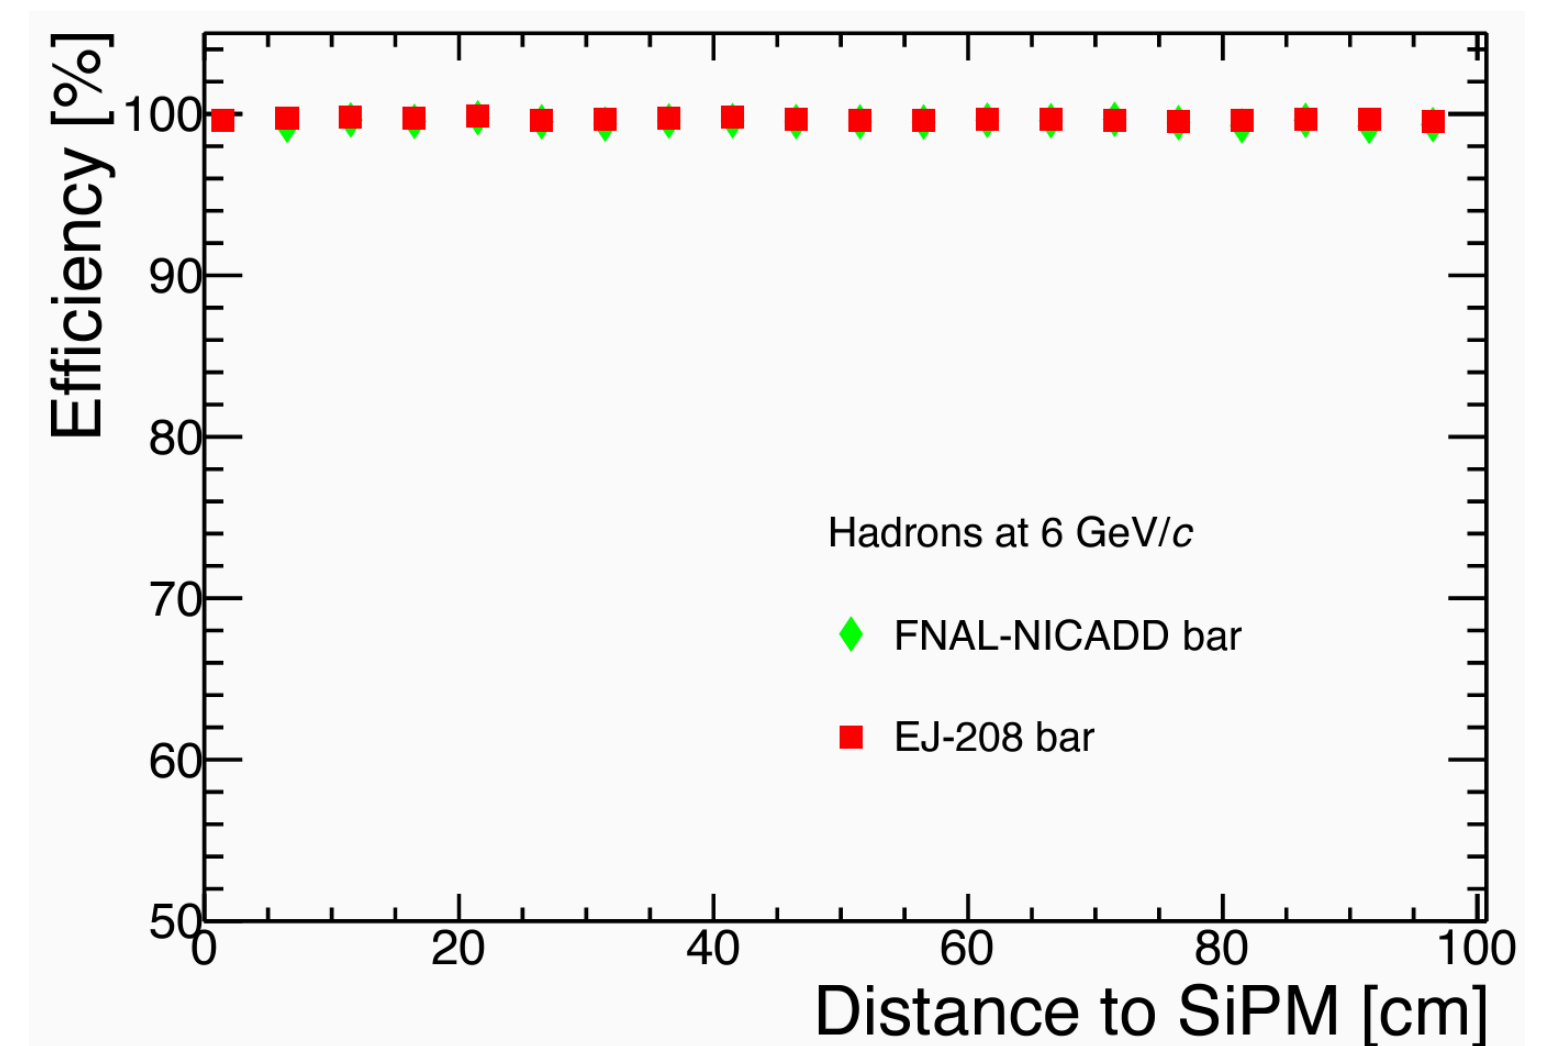 Efficiency [%]
100
90
80
70
60
50
Hadrons at 6 GeV/c
FNAL-NICADD bar
EJ-208 bar
0 20 40 60 80 100
Distance to SiPM [cm]